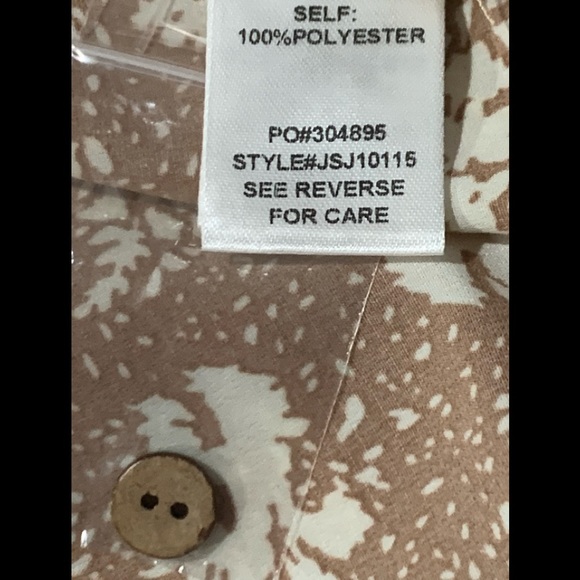 SELF:
100%POLYESTER
PO#304895
STYLE#JSJ10115
SEE REVERSE
FOR CARE